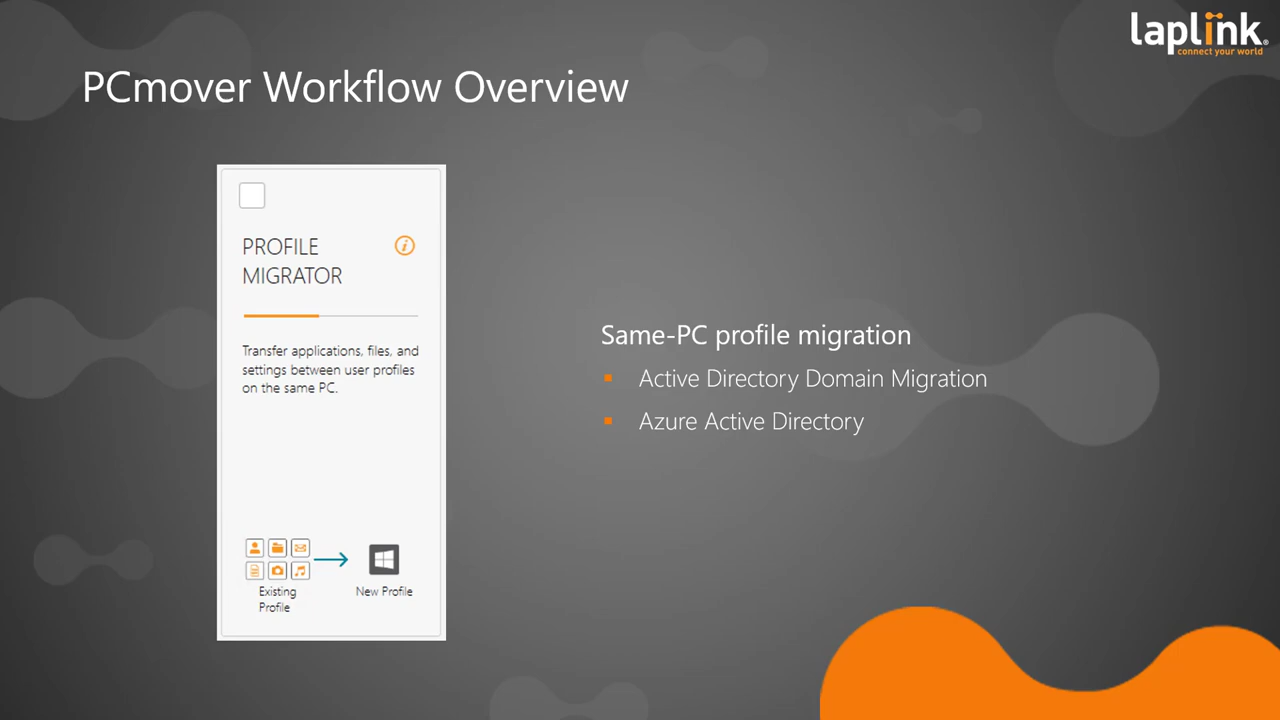 laplink®
connect your world
PCmover Workflow Overview
PROFILE
MIGRATOR
i
Transfer applications, files, and
settings between user profiles
on the same PC.
Existing
Profile
New Profile
Same-PC profile migration
Active Directory Domain Migration
Azure Active Directory